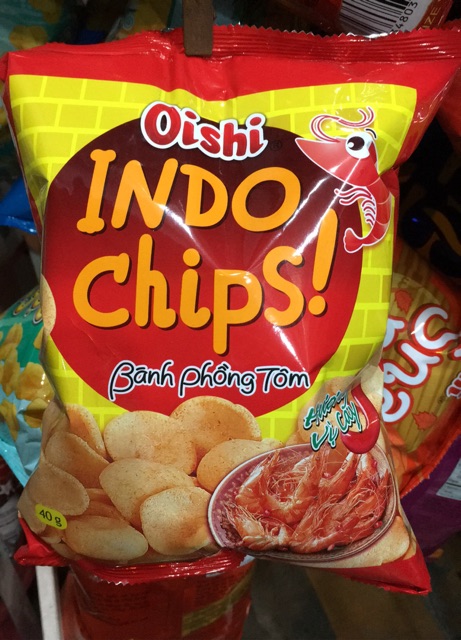 Oishi
INDO
Chips!
Bánh Phồng Tôm
Hương
Vị Cay
40 g